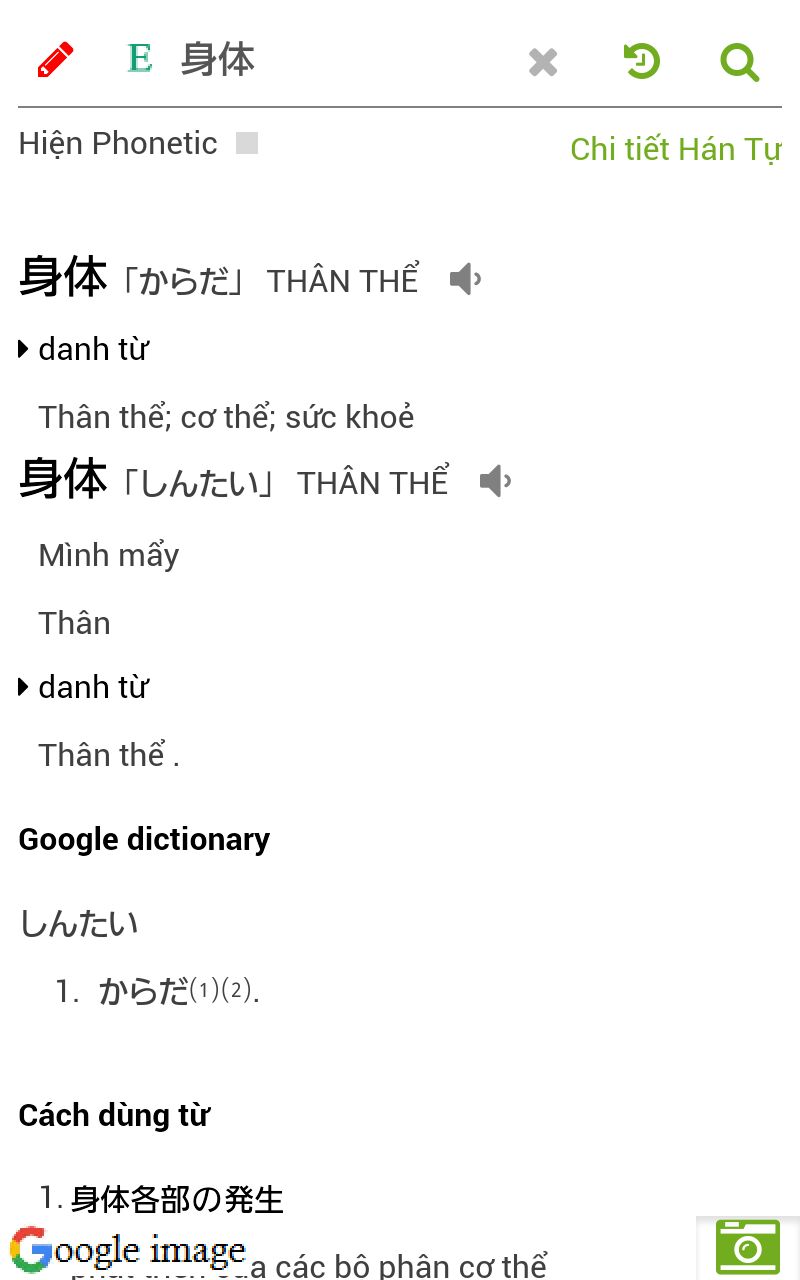 E 身体
Hiện Phonetic
Chi tiết Hán Tự
身体「からだ」 THÂN THỂ
danh từ
Thân thể; cơ thể; sức khoẻ
身体「しんたい」 THÂN THỂ
Mình mẩy
Thân
danh từ
Thân thể .
Google dictionary
しんたい
1. からだ⑴⑵.
Cách dùng từ
1. 身体各部の発生
Google image
các bộ phận cơ thể